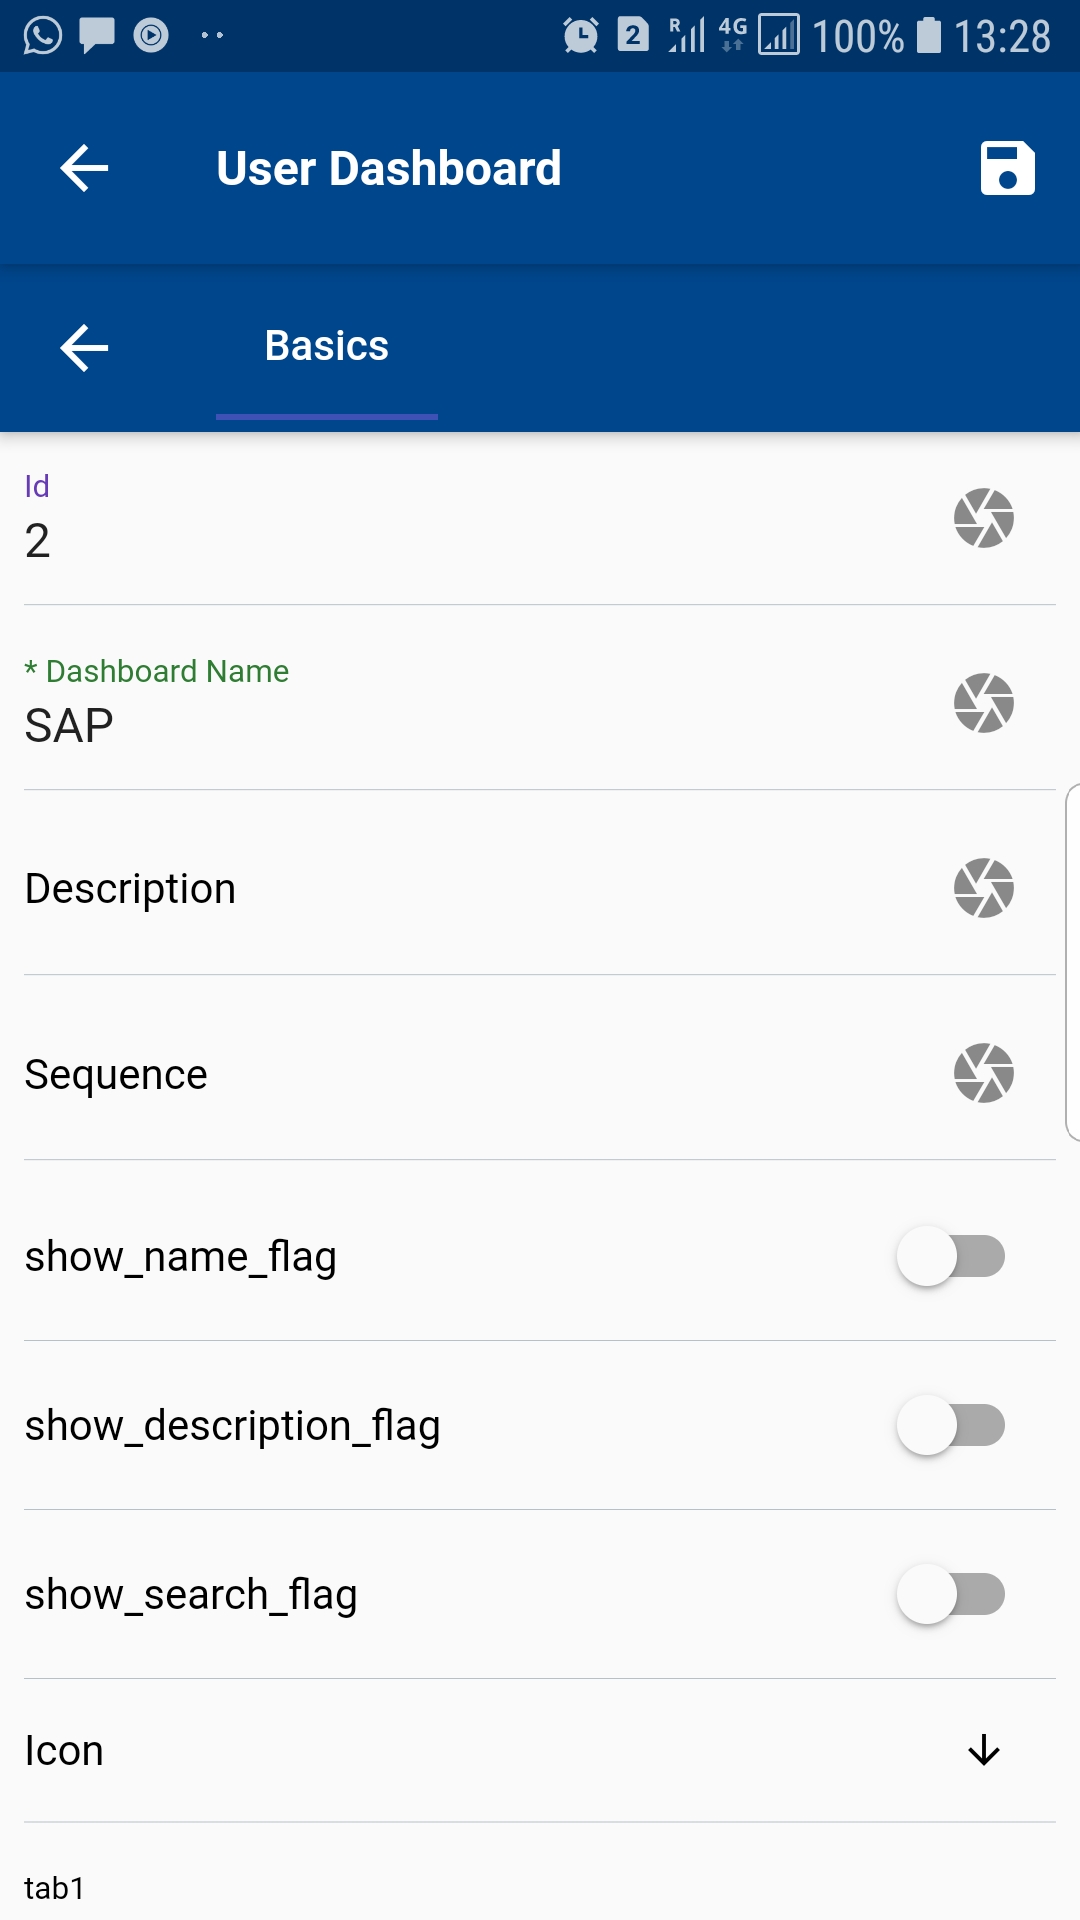 2 R 4G 100% 13:28
User Dashboard
Basics
Id
2
* Dashboard Name
SAP
Description
Sequence
show_name_flag
show_description_flag
show_search_flag
Icon
tab1